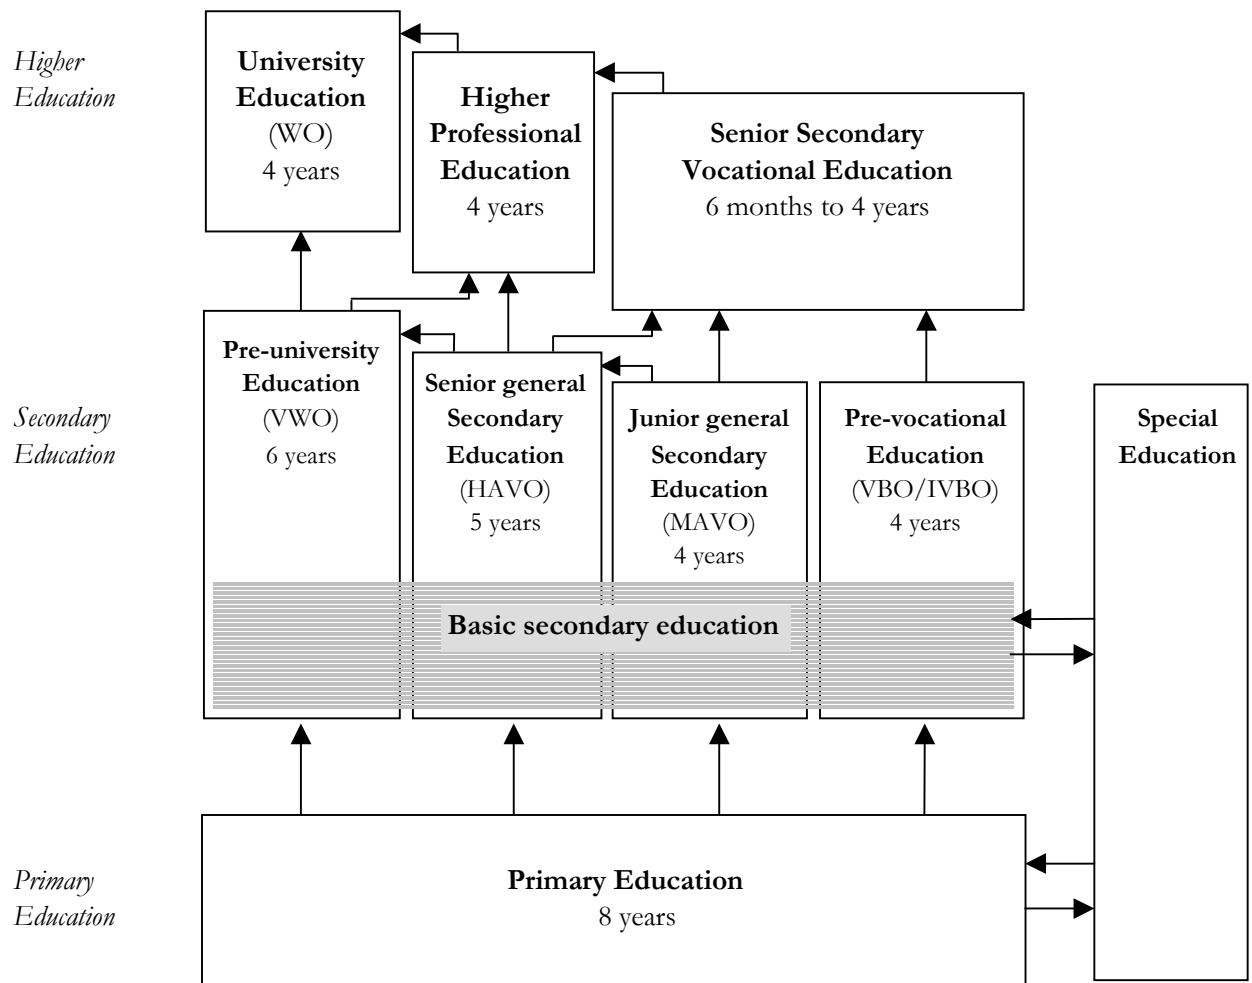 Higher
Education
University
Education
(WO)
4 years
Higher
Professional
Education
4 years
Senior Secondary
Vocational Education
6 months to 4 years
Secondary
Education
Pre-university
Education
(VWO)
6 years
Senior general
Secondary
Education
(HAVO)
5 years
Junior general
Secondary
Education
(MAVO)
4 years
Pre-vocational
Education
(VBO/IVBO)
4 years
Special
Education
Basic secondary education
Primary
Education
Primary Education
8 years